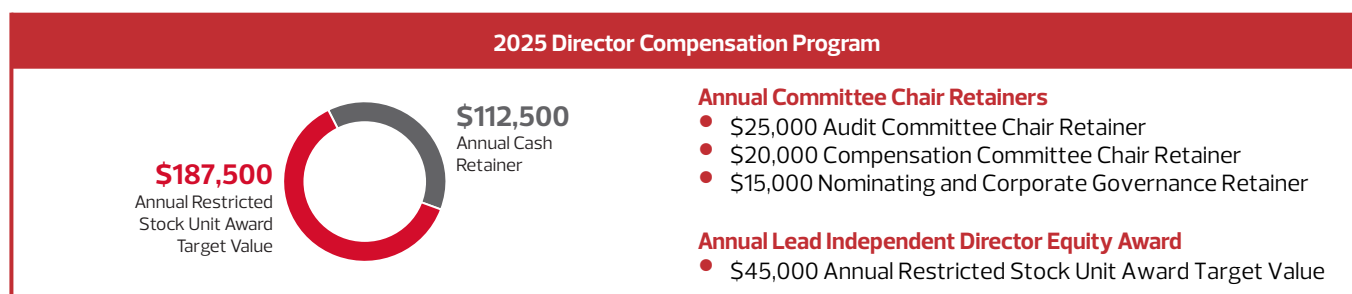 2025 Director Compensation Program
$112,500
Annual Cash
Retainer
$187,500
Annual Restricted
Stock Unit Award
Target Value
Annual Committee Chair Retainers
• $25,000 Audit Committee Chair Retainer
• $20,000 Compensation Committee Chair Retainer
• $15,000 Nominating and Corporate Governance Retainer
Annual Lead Independent Director Equity Award
• $45,000 Annual Restricted Stock Unit Award Target Value